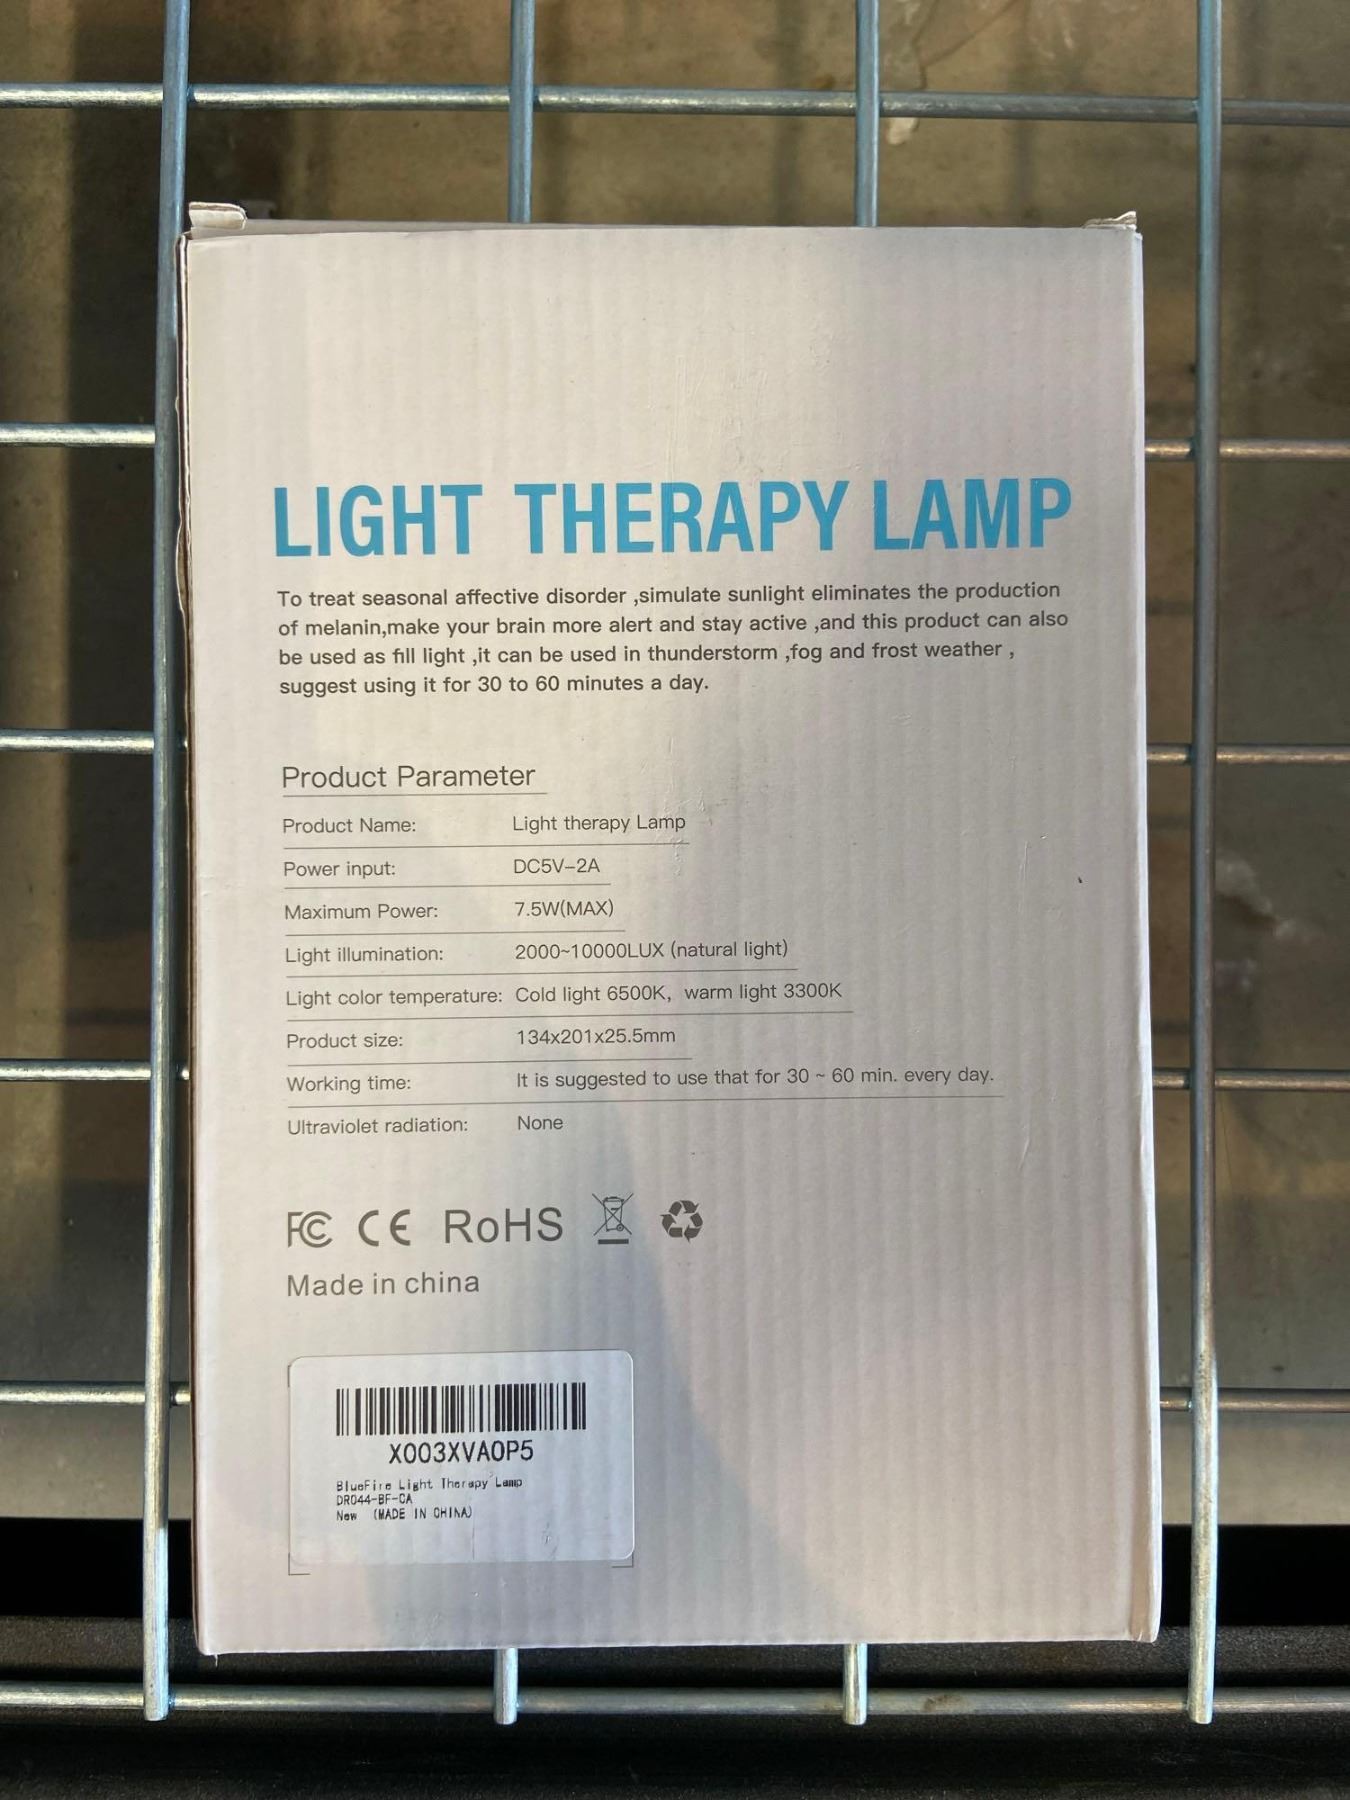 LIGHT THERAPY LAMP
To treat seasonal affective disorder ,simulate sunlight eliminates the production
of melanin,make your brain more alert and stay active ,and this product can also
be used as fill light ,it can be used in thunderstorm ,fog and frost weather ,
suggest using it for 30 to 60 minutes a day.
Product Parameter
Product Name: Light therapy Lamp
Power input: DC5V-2A
Maximum Power: 7.5W(MAX)
Light illumination: 2000~10000LUX (natural light)
Light color temperature: Cold light 6500K, warm light 3300K
Product size: 134x201x25.5mm
Working time: It is suggested to use that for 30 ~ 60 min. every day.
Ultraviolet radiation: None
FC CE RoHS
Made in china
X003XVA0P5
BlueFire Light Therapy Lamp
DR044-BF-CA
New (MADE IN CHINA)